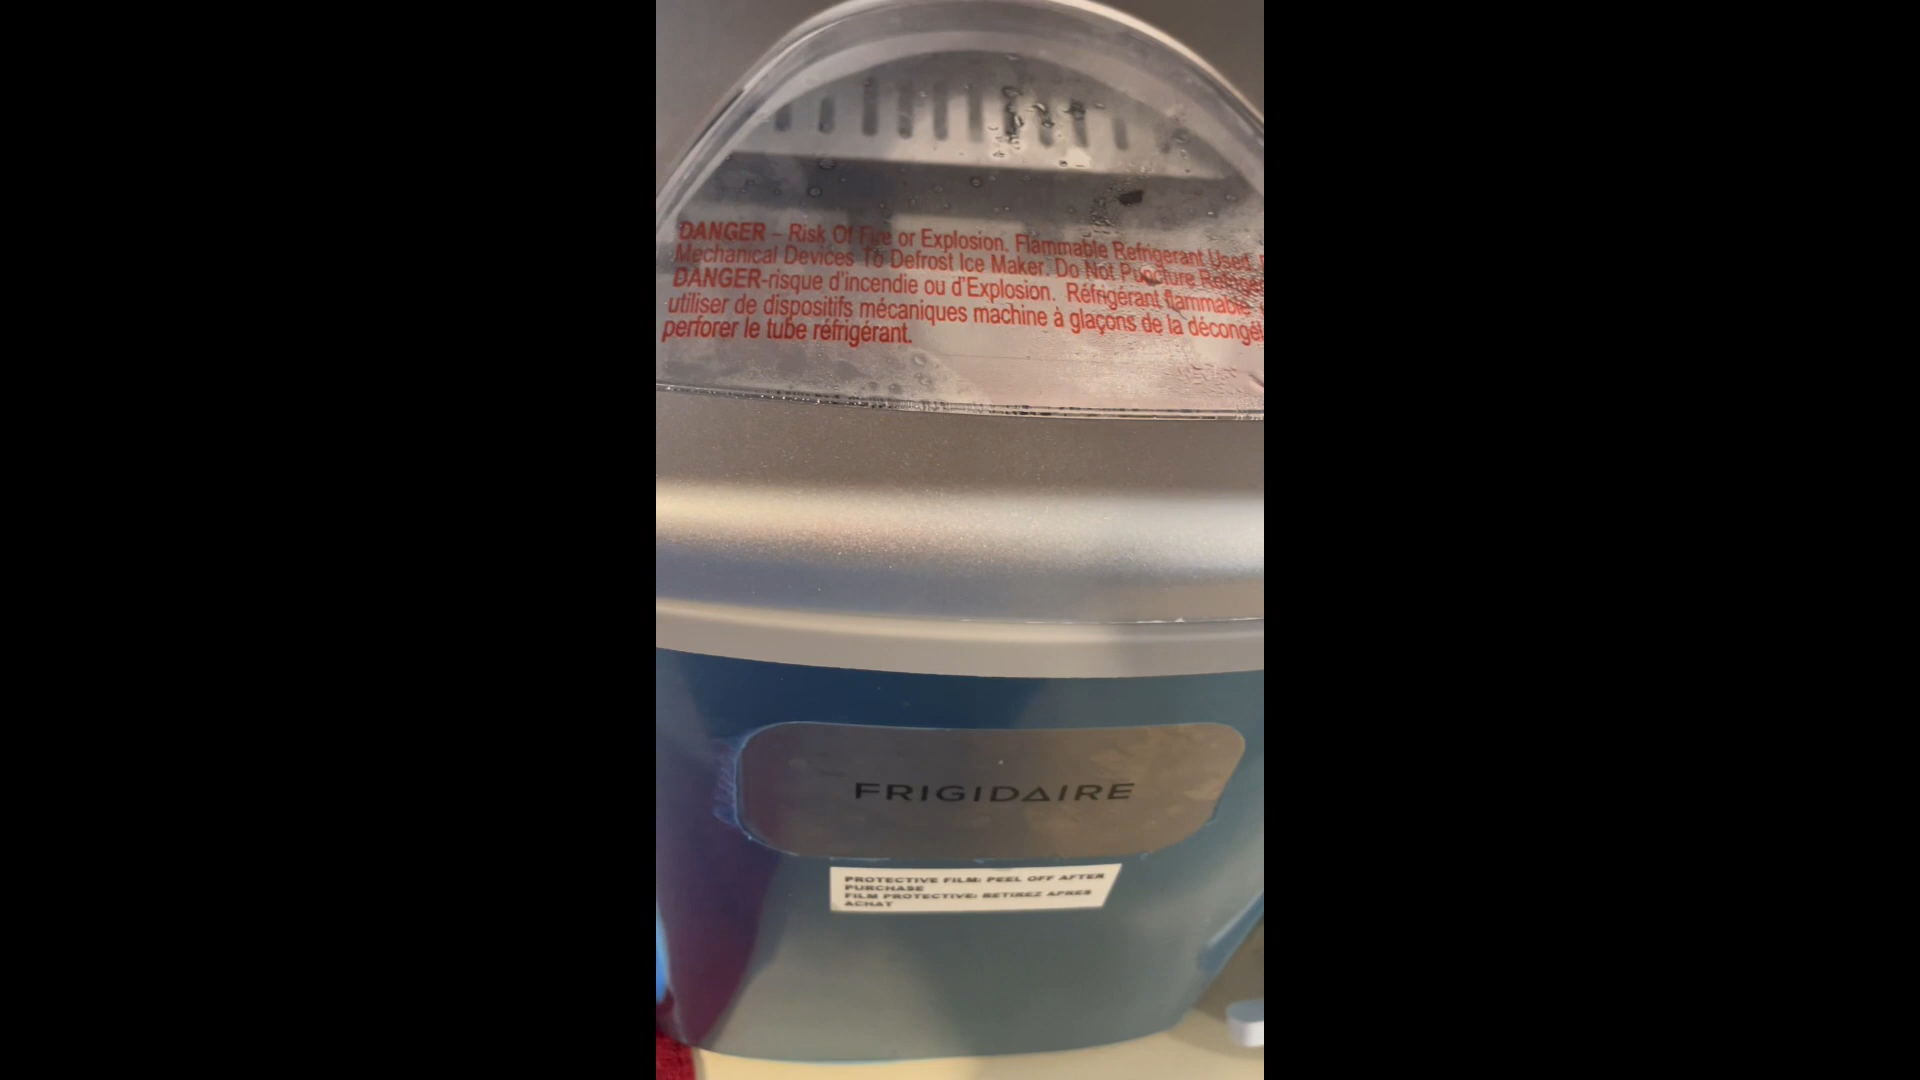 DANGER – Risk Of Fire or Explosion. Flammable Refrigerant Used.
Mechanical Devices To Defrost Ice Maker. Do Not Puncture
DANGER-risque d'incendie ou d'Explosion. Réfrigérant flammable.
utiliser de dispositifs mécaniques machine à glaçons de la
perforer le tube réfrigérant.
FRIGIDAIRE
PROTECTIVE FILM: PEEL OFF AFTER
PURCHASE
FILM PROTECTIVE: RETIREZ APRES
ACHAT